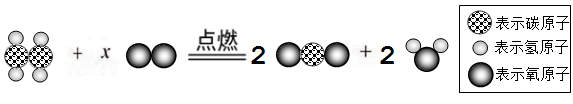 + x 点燃 2 + 2
表示碳原子
表示氢原子
表示氧原子